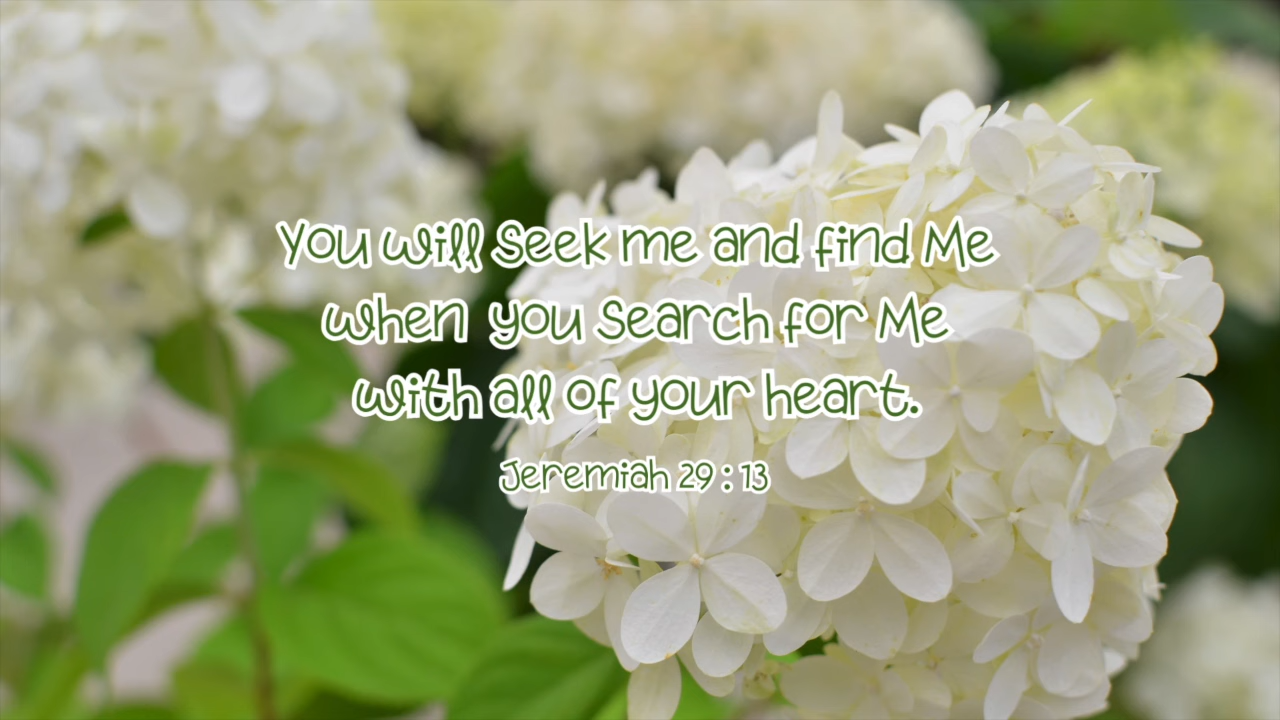 You will seek me and find Me
when you search for Me
with all of your heart.
Jeremiah 29 : 13